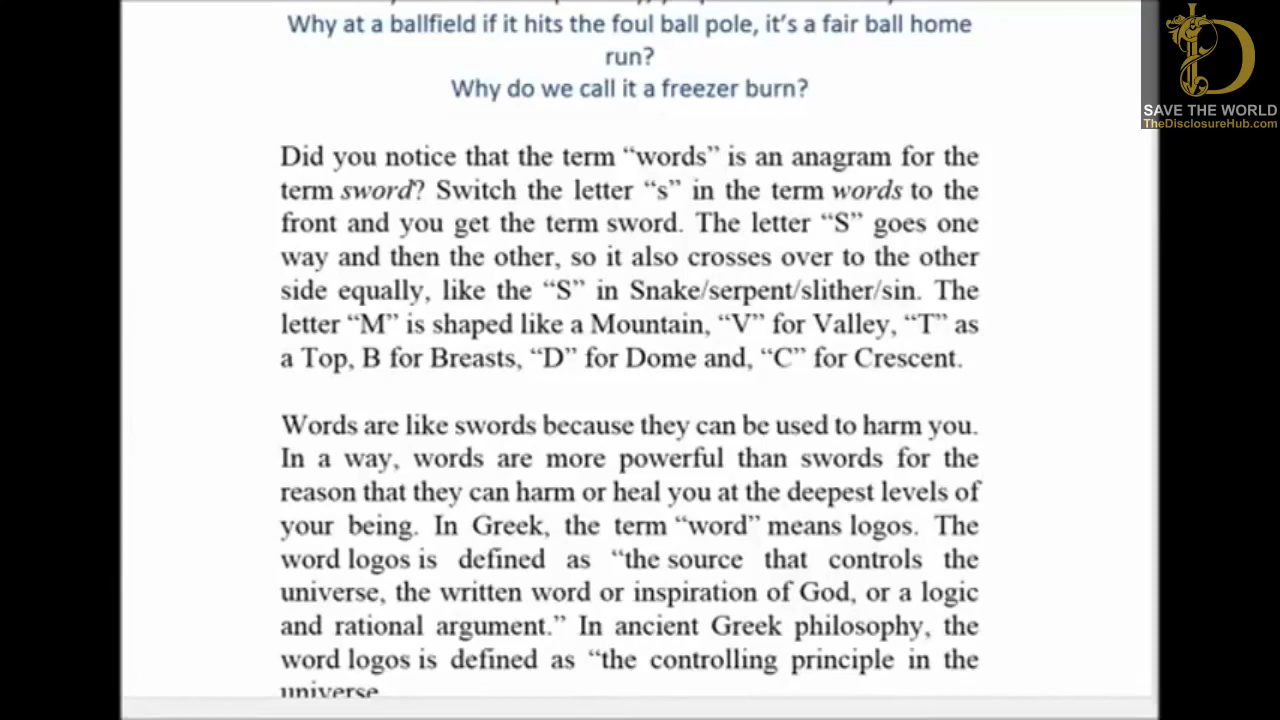 Why at a ballfield if it hits the foul ball pole, it's a fair ball home
run?
Why do we call it a freezer burn?
Did you notice that the term “words” is an anagram for the
term sword? Switch the letter “s” in the term words to the
front and you get the term sword. The letter “S” goes one
way and then the other, so it also crosses over to the other
side equally, like the “S” in Snake/serpent/slither/sin. The
letter “M” is shaped like a Mountain, “V” for Valley, “T” as
a Top, B for Breasts, “D” for Dome and, “C” for Crescent.
Words are like swords because they can be used to harm you.
In a way, words are more powerful than swords for the
reason that they can harm or heal you at the deepest levels of
your being. In Greek, the term “word” means logos. The
word logos is defined as “the source that controls the
universe, the written word or inspiration of God, or a logic
and rational argument.” In ancient Greek philosophy, the
word logos is defined as “the controlling principle in the
universe
D
SAVE THE WORLD
TheDisclosureHub.com